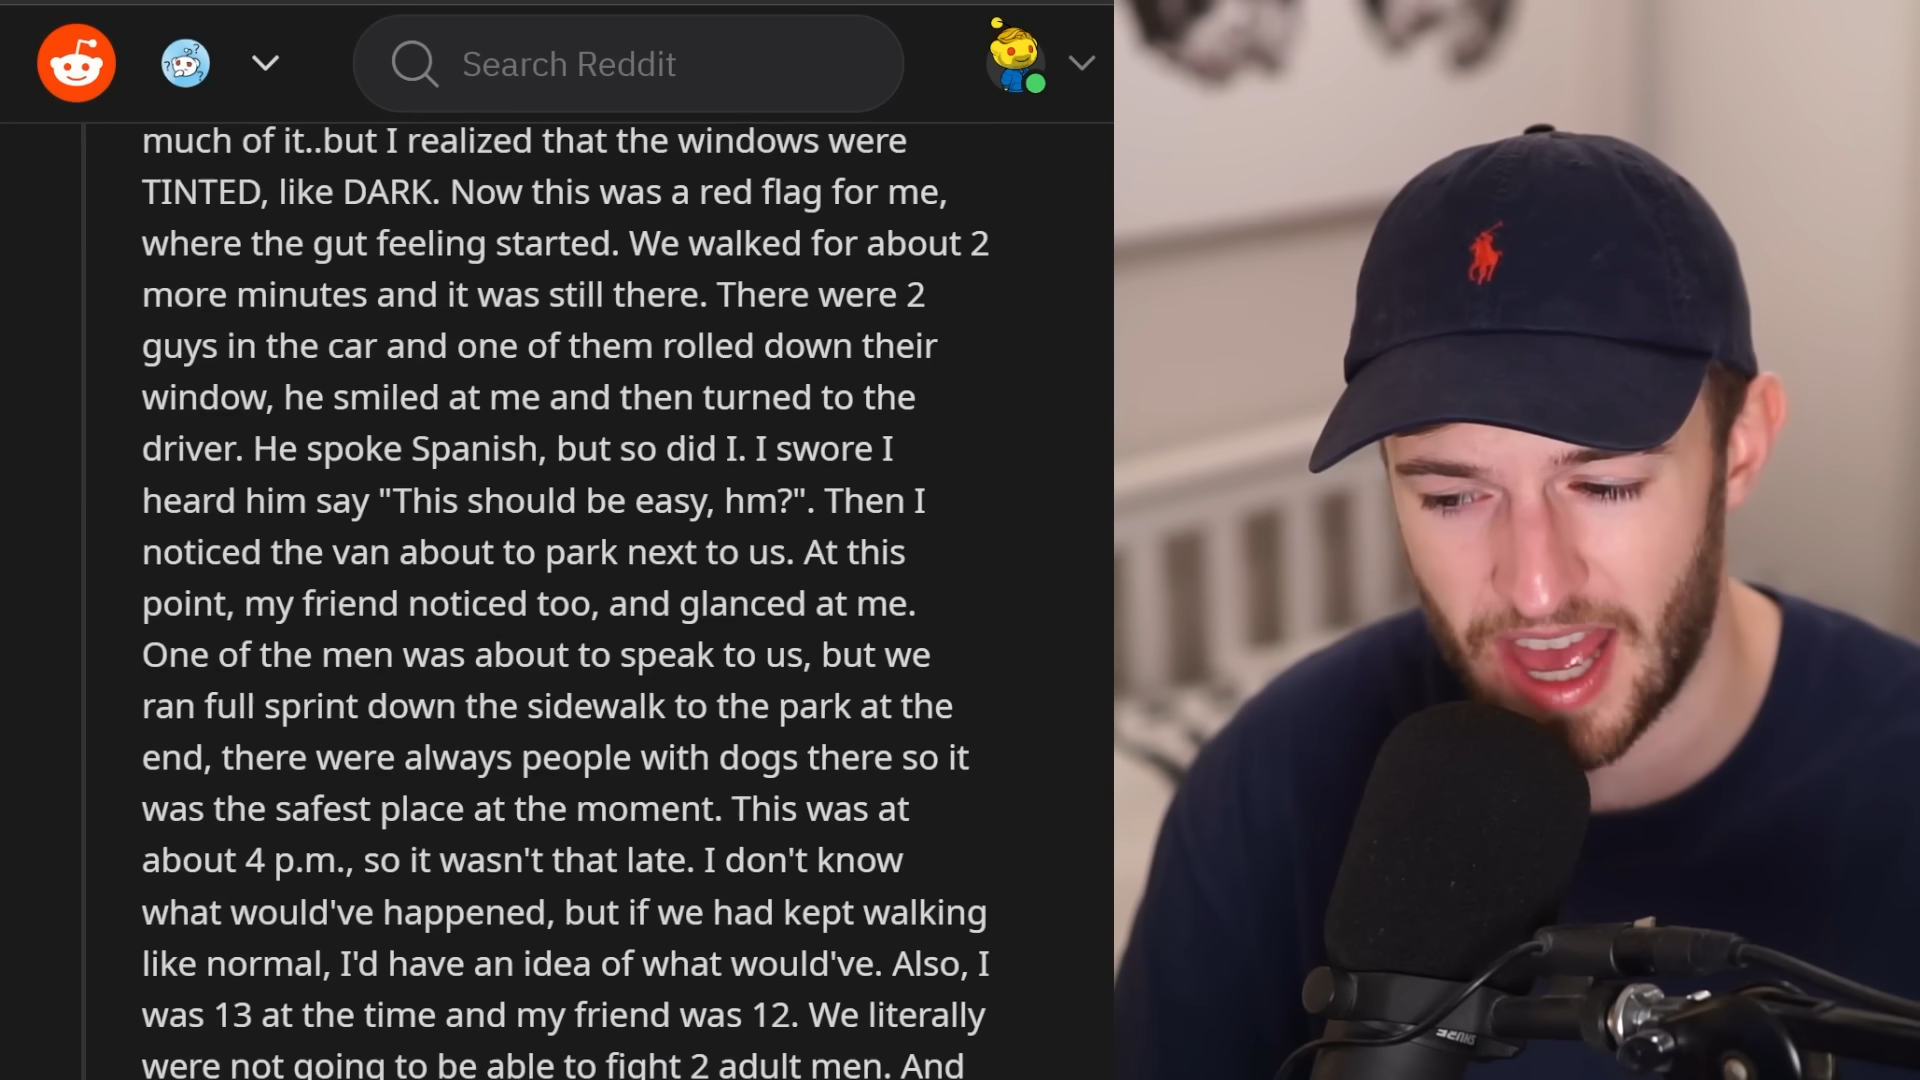 Search Reddit
much of it..but I realized that the windows were
TINTED, like DARK. Now this was a red flag for me,
where the gut feeling started. We walked for about 2
more minutes and it was still there. There were 2
guys in the car and one of them rolled down their
window, he smiled at me and then turned to the
driver. He spoke Spanish, but so did I. I swore I
heard him say "This should be easy, hm?". Then I
noticed the van about to park next to us. At this
point, my friend noticed too, and glanced at me.
One of the men was about to speak to us, but we
ran full sprint down the sidewalk to the park at the
end, there were always people with dogs there so it
was the safest place at the moment. This was at
about 4 p.m., so it wasn't that late. I don't know
what would've happened, but if we had kept walking
like normal, I'd have an idea of what would've. Also, I
was 13 at the time and my friend was 12. We literally
were not going to be able to fight 2 adult men. And
SHURE